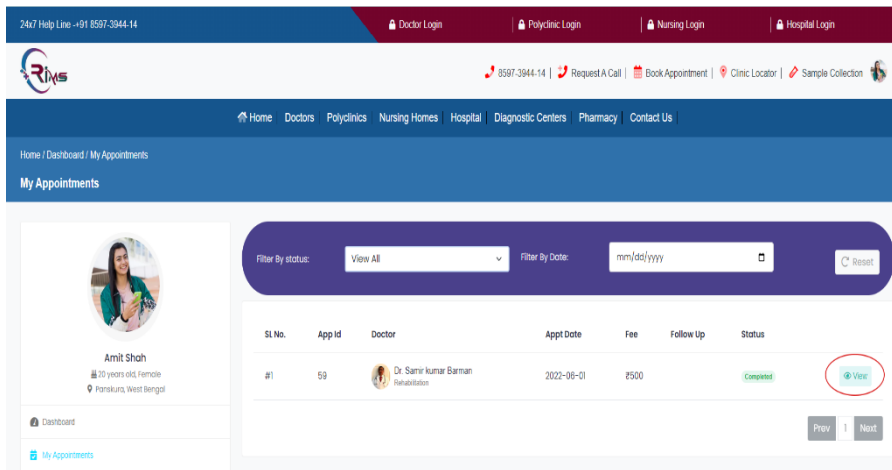 24x7 Help Line -+91 8597-3944-14
Doctor Login
Polyclinic Login
Nursing Login
Hospital Login
RIMS
8597-3944-14 | Request A Call | Book Appointment | Clinic Locator | Sample Collection
Home Doctors Polyclinics Nursing Homes Hospital Diagnostic Centers Pharmacy Contact Us
Home / Dashboard / My Appointments
My Appointments
Filter By status: View All Filter By Date: mm/dd/yyyy Reset
Sl. No. App Id Doctor Appt Date Fee Follow Up Status
#1 59 Dr. Samir kumar Barman 2022-06-01 ₹500 Completed View
Rehabilitation
Prev 1 Next
Amit Shah
20 years old, Female
Panskura, West Bengal
Dashboard
My Appointments